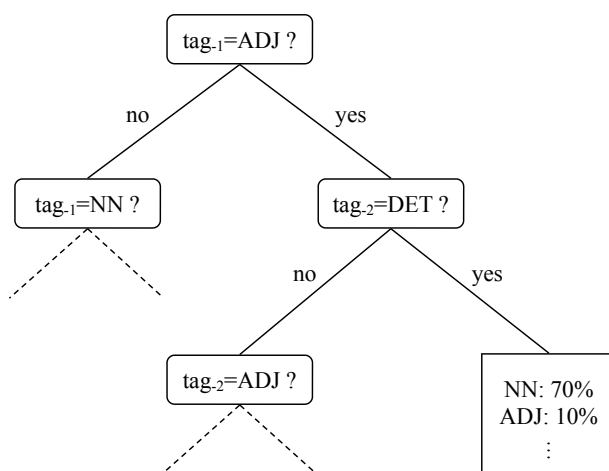 tag-1=ADJ ?
no
yes
tag-1=NN ?
tag-2=DET ?
no
yes
tag-2=ADJ ?
NN: 70%
ADJ: 10%
⋮